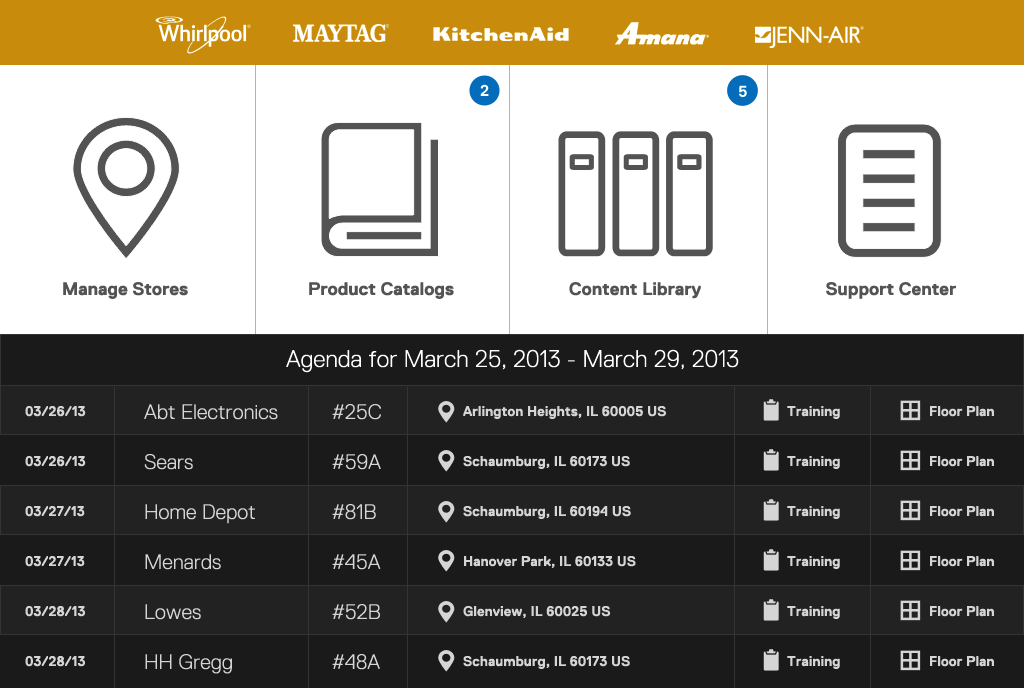 Whirlpool MAYTAG KitchenAid Amana JENN-AIR
2 5
Manage Stores Product Catalogs Content Library Support Center
Agenda for March 25, 2013 - March 29, 2013
03/26/13 Abt Electronics #25C Arlington Heights, IL 60005 US Training Floor Plan
03/26/13 Sears #59A Schaumburg, IL 60173 US Training Floor Plan
03/27/13 Home Depot #81B Schaumburg, IL 60194 US Training Floor Plan
03/27/13 Menards #45A Hanover Park, IL 60133 US Training Floor Plan
03/28/13 Lowes #52B Glenview, IL 60025 US Training Floor Plan
03/28/13 HH Gregg #48A Schaumburg, IL 60173 US Training Floor Plan